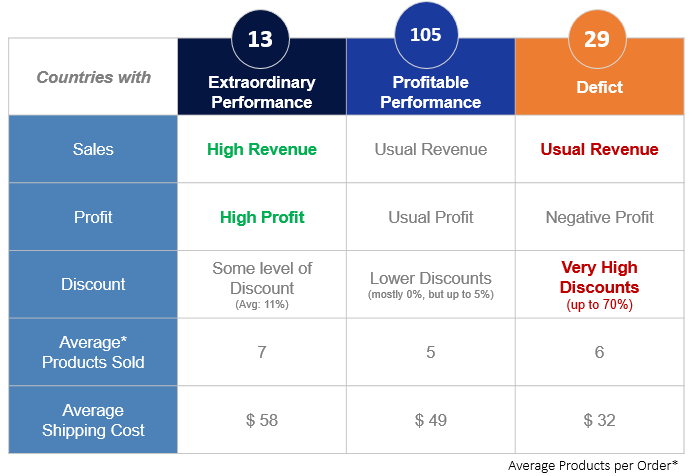 13
105
29
Countries with
Extraordinary
Performance
Profitable
Performance
Defict
Sales
High Revenue
Usual Revenue
Usual Revenue
Profit
High Profit
Usual Profit
Negative Profit
Discount
Some level of
Discount
(Avg: 11%)
Lower Discounts
(mostly 0%, but up to 5%)
Very High
Discounts
(up to 70%)
Average*
Products Sold
7
5
6
Average
Shipping Cost
$ 58
$ 49
$ 32
Average Products per Order*